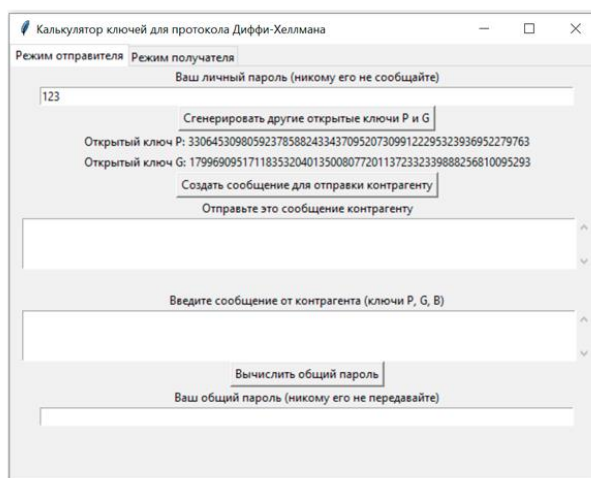 Калькулятор ключей для протокола Диффи-Хеллмана
Режим отправителя Режим получателя
Ваш личный пароль (никому его не сообщайте)
123
Сгенерировать другие открытые ключи P и G
Открытый ключ P: 3306453098059237858824334370952073099122295323936952279763
Открытый ключ G: 1799690951711835320401350080772011372332339888256810095293
Создать сообщение для отправки контрагенту
Отправьте это сообщение контрагенту
Введите сообщение от контрагента (ключи P, G, B)
Вычислить общий пароль
Ваш общий пароль (никому его не передавайте)